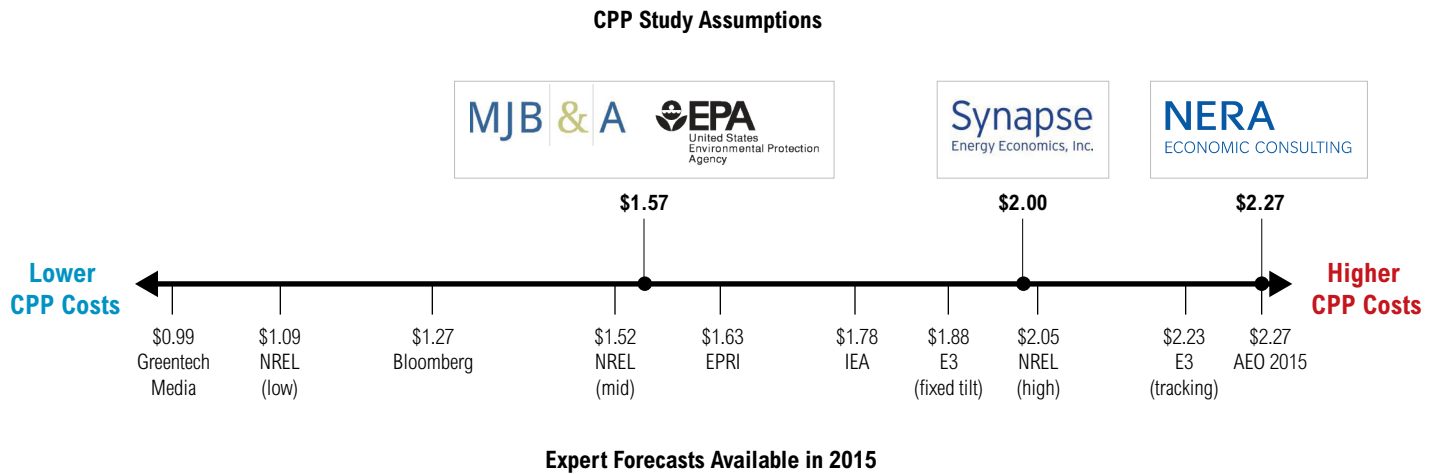 CPP Study Assumptions
MJB & A
EPA
United States
Environmental Protection
Agency
Synapse
Energy Economics, Inc.
NERA
ECONOMIC CONSULTING
$1.57
$2.00
$2.27
Lower
CPP Costs
Higher
CPP Costs
$0.99
Greentech
Media
$1.09
NREL
(low)
$1.27
Bloomberg
$1.52
NREL
(mid)
$1.63
EPRI
$1.78
IEA
$1.88
E3
(fixed tilt)
$2.05
NREL
(high)
$2.23
E3
(tracking)
$2.27
AEO 2015
Expert Forecasts Available in 2015